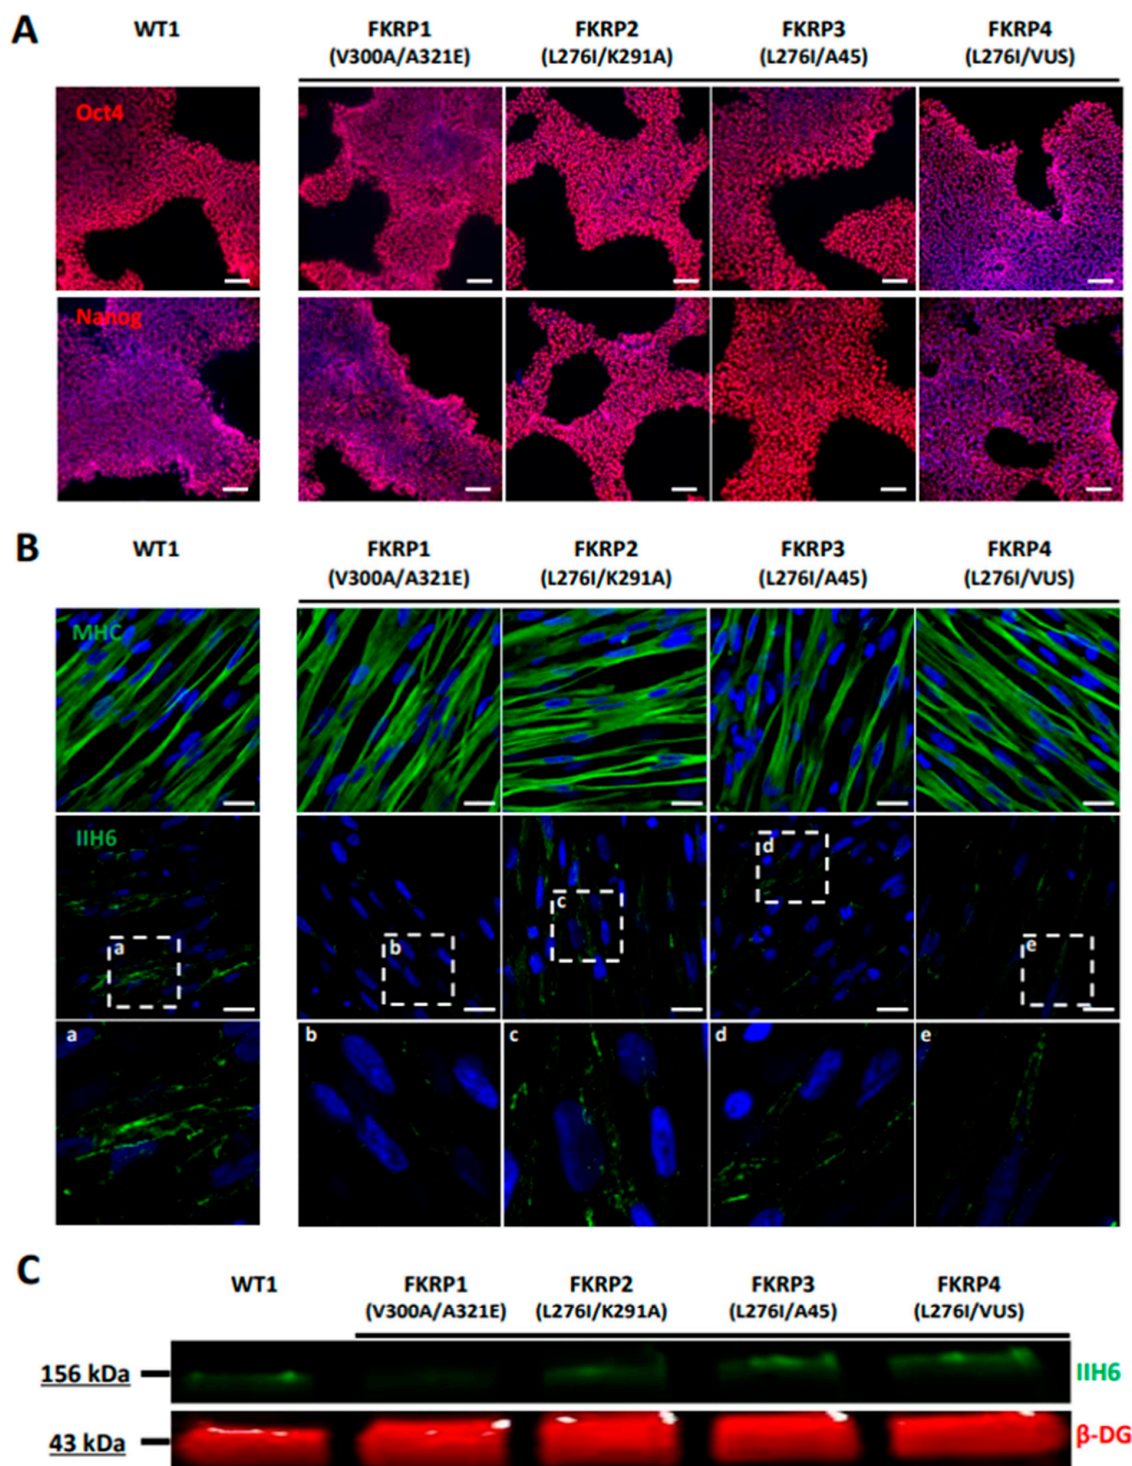 A
WT1
FKRP1
(V300A/A321E)
FKRP2
(L276I/K291A)
FKRP3
(L276I/A45)
FKRP4
(L276I/VUS)
Oct4
Nanog
B
WT1
FKRP1
(V300A/A321E)
FKRP2
(L276I/K291A)
FKRP3
(L276I/A45)
FKRP4
(L276I/VUS)
MHC
IIH6
a
b
c
d
e
a
b
c
d
e
C
WT1
FKRP1
(V300A/A321E)
FKRP2
(L276I/K291A)
FKRP3
(L276I/A45)
FKRP4
(L276I/VUS)
156 kDa
IIH6
43 kDa
β-DG